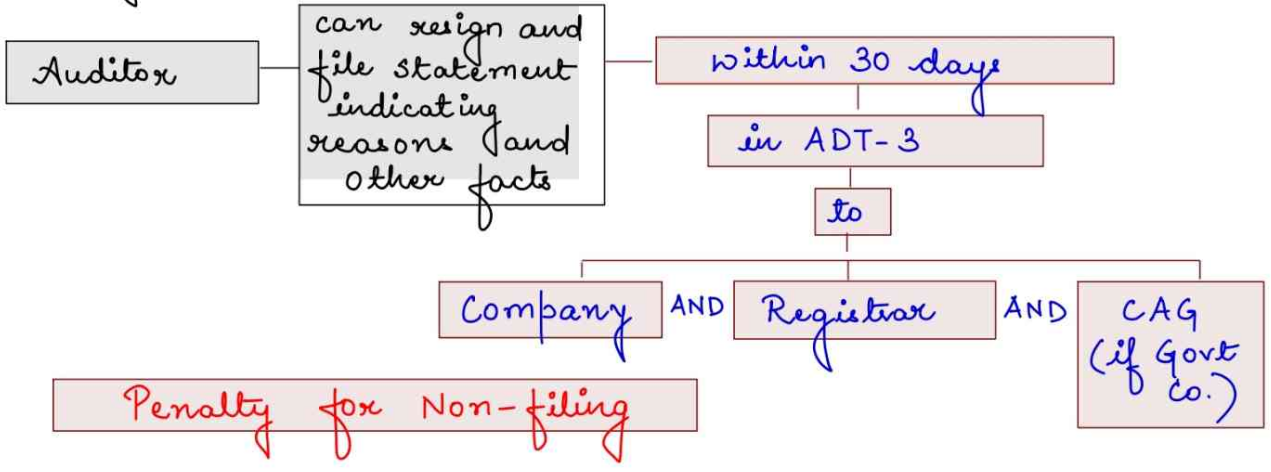 Auditor
can resign and
file statement
indicating
reasons and
other facts
within 30 days
in ADT-3
to
Company AND Registrar AND CAG
(if Govt
Co.)
Penalty for Non-filing